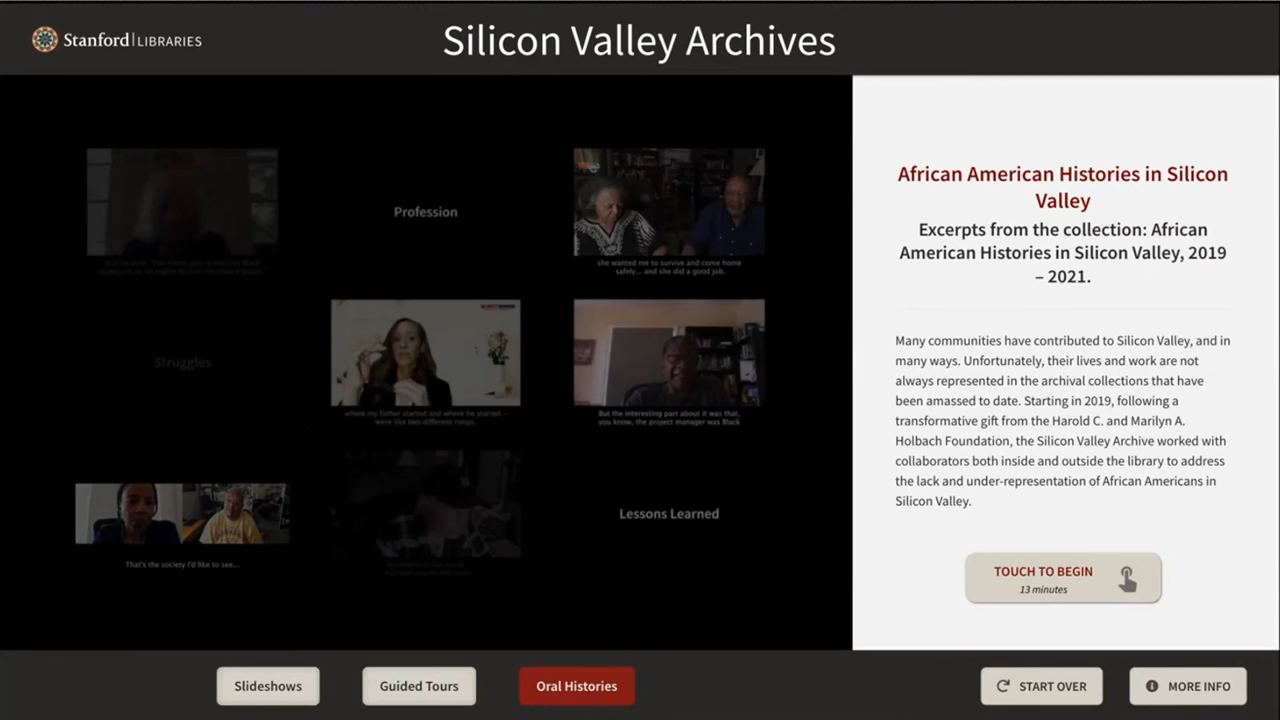 Stanford | LIBRARIES
Silicon Valley Archives
Profession
she wanted me to survive and come home
safely... and she did a good job.
Struggles
where my father started and where he started --
were like two different rungs.
But the interesting part about it was that,
you know, the project manager was Black
That's the society I'd like to see...
Lessons Learned
African American Histories in Silicon
Valley
Excerpts from the collection: African
American Histories in Silicon Valley, 2019
– 2021.
Many communities have contributed to Silicon Valley, and in
many ways. Unfortunately, their lives and work are not
always represented in the archival collections that have
been amassed to date. Starting in 2019, following a
transformative gift from the Harold C. and Marilyn A.
Holbach Foundation, the Silicon Valley Archive worked with
collaborators both inside and outside the library to address
the lack and under-representation of African Americans in
Silicon Valley.
TOUCH TO BEGIN
13 minutes
Slideshows
Guided Tours
Oral Histories
START OVER
MORE INFO